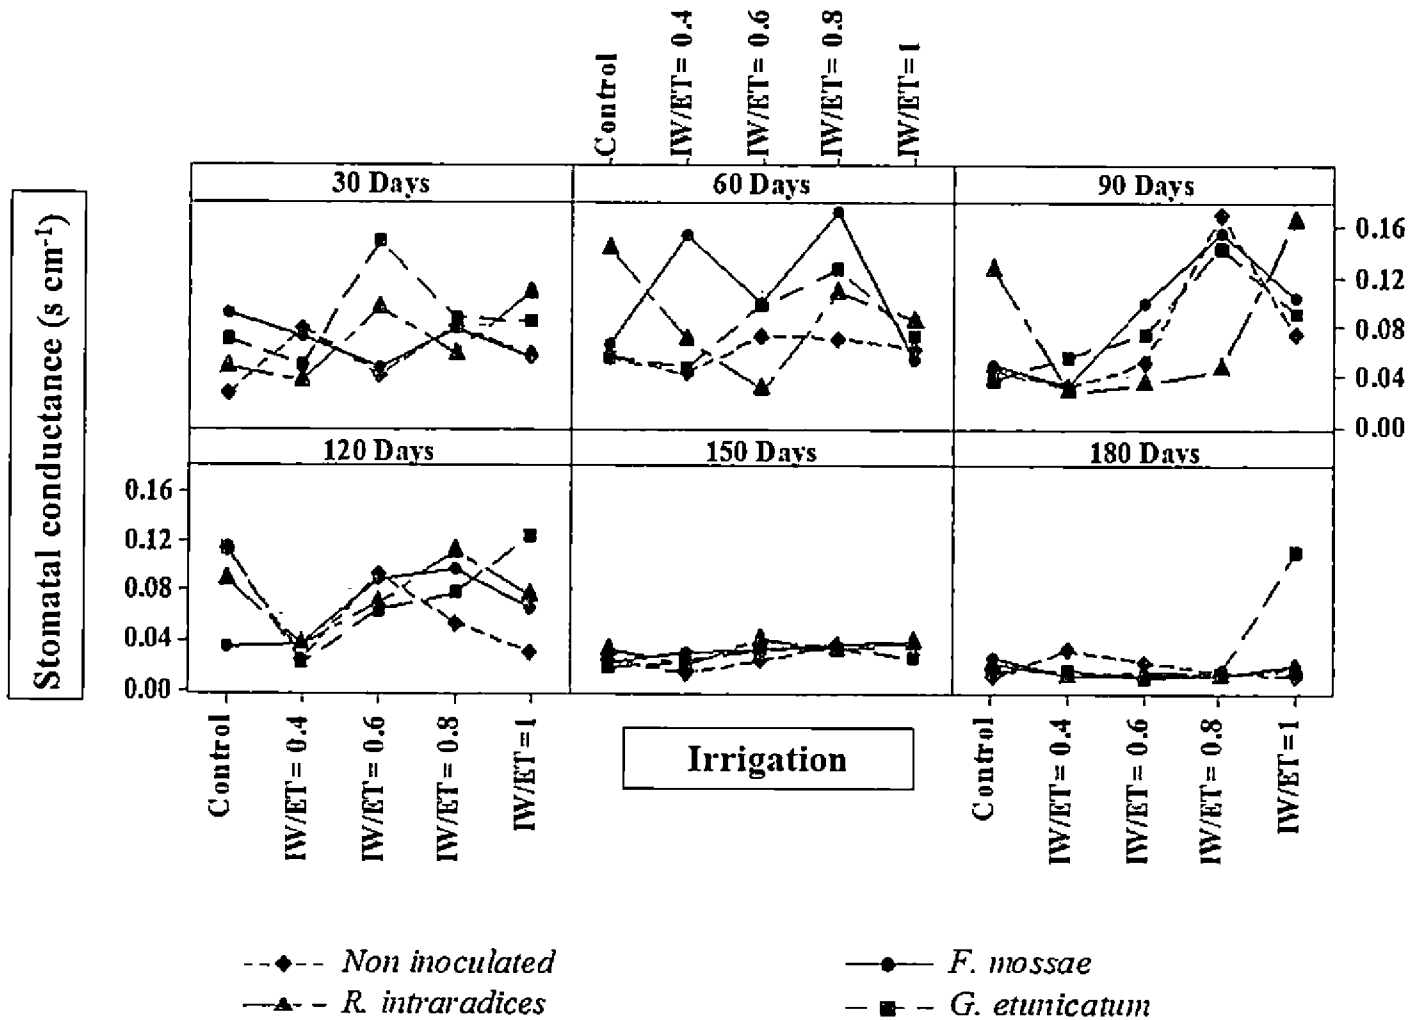 Control
IW/ET= 0.4
IW/ET= 0.6
IW/ET= 0.8
IW/ET= 1
30 Days
60 Days
90 Days
0.16
0.12
0.08
0.04
0.00
Stomatal conductance (s cm-1)
120 Days
150 Days
180 Days
0.16
0.12
0.08
0.04
0.00
Control
IW/ET= 0.4
IW/ET= 0.6
IW/ET= 0.8
IW/ET=1
Irrigation
Control
IW/ET= 0.4
IW/ET= 0.6
IW/ET= 0.8
IW/ET=1
Non inoculated
F. mossae
R. intraradices
G. etunicatum